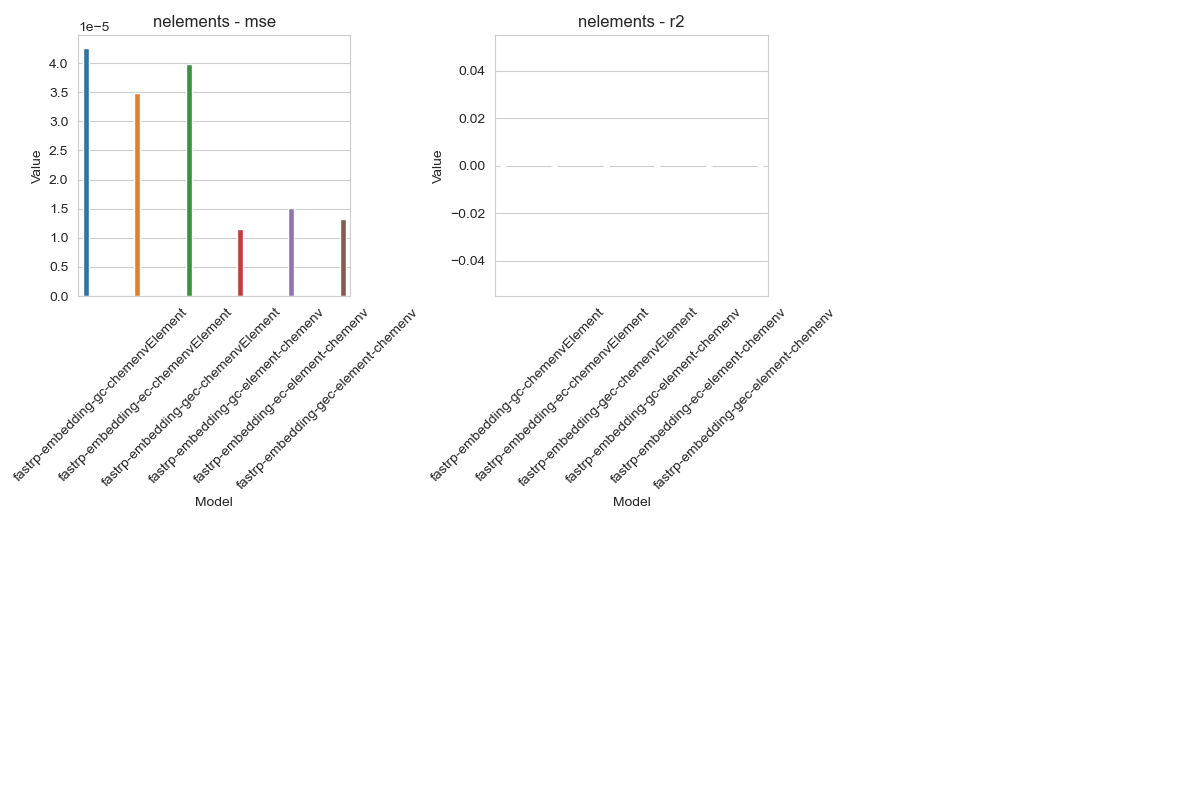 nelements - mse
1e−5
4.0
3.5
3.0
2.5
2.0
1.5
1.0
0.5
0.0
Value
fastrp-embedding-gc-chemenvElement
fastrp-embedding-ec-chemenvElement
fastrp-embedding-gec-chemenvElement
fastrp-embedding-gc-element-chemenv
fastrp-embedding-ec-element-chemenv
fastrp-embedding-gec-element-chemenv
Model
nelements - r2
0.04
0.02
0.00
−0.02
−0.04
Value
fastrp-embedding-gc-chemenvElement
fastrp-embedding-ec-chemenvElement
fastrp-embedding-gec-chemenvElement
fastrp-embedding-gc-element-chemenv
fastrp-embedding-ec-element-chemenv
fastrp-embedding-gec-element-chemenv
Model